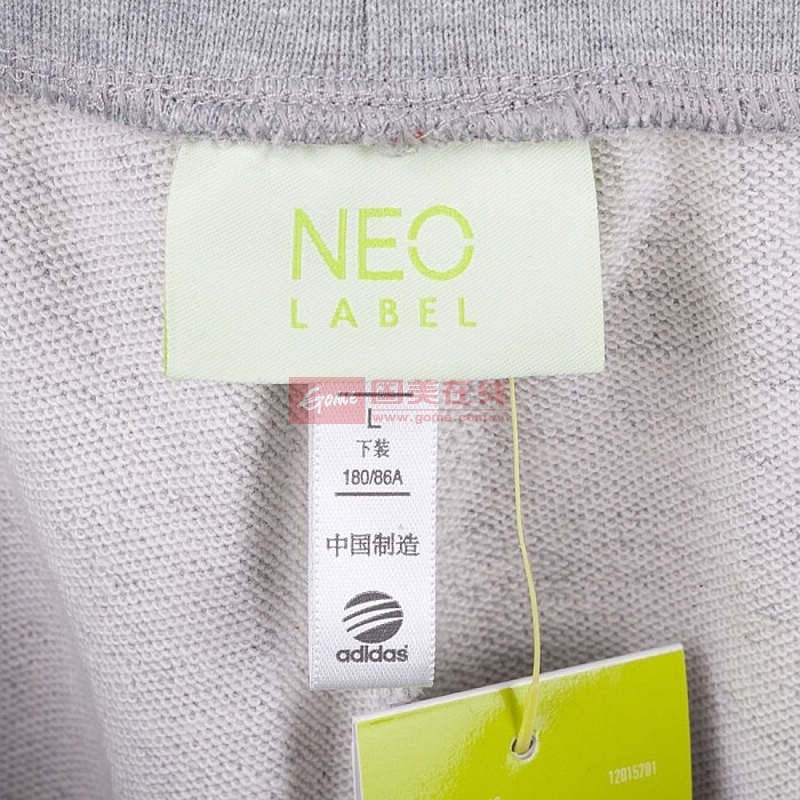 NEO
LABEL
Gome 国美在线
www.gome.com.cn
L
下装
180/86A
中国制造
adidas
12015701